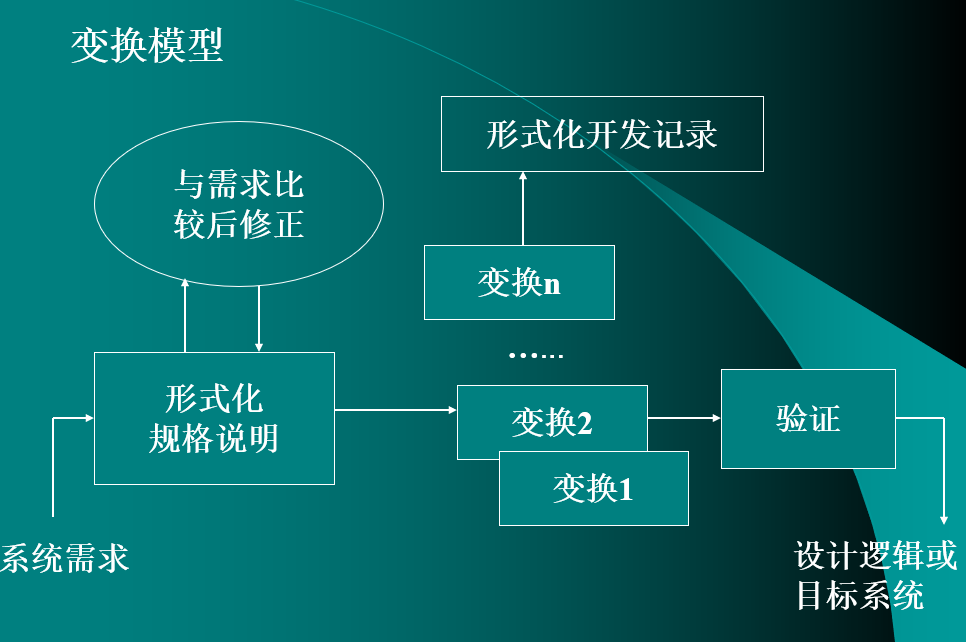 变换模型
形式化开发记录
与需求比
较后修正
变换n
……
形式化
规格说明
变换2
验证
变换1
系统需求
设计逻辑或
目标系统